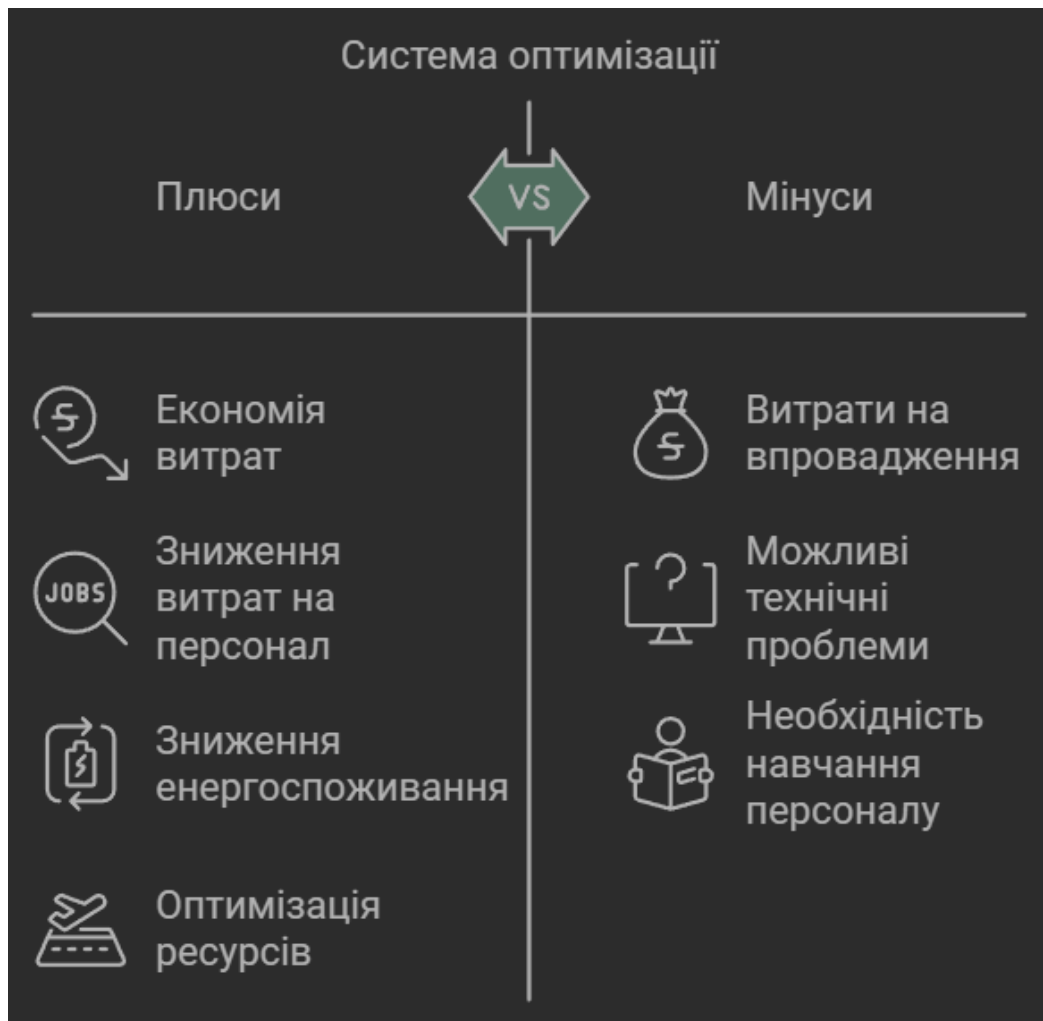 Система оптимізації
Плюси
VS
Мінуси
Економія
витрат
JOBS
Зниження
витрат на
персонал
Зниження
енергоспоживання
Оптимізація
ресурсів
Витрати на
впровадження
Можливі
технічні
проблеми
Необхідність
навчання
персоналу